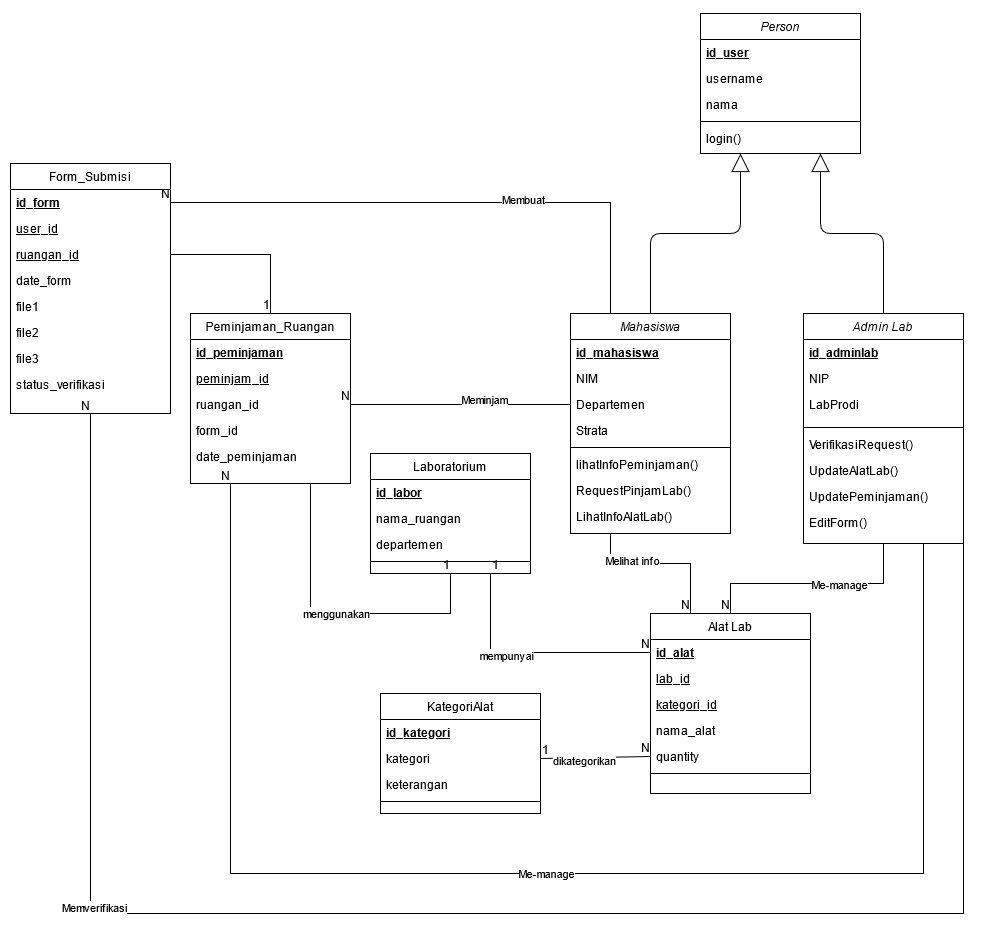 Person
id_user
username
nama
login()
Form_Submisi
N
id_form
user_id
ruangan_id
date_form
file1
file2
file3
status_verifikasi
N
Membuat
1
Peminjaman_Ruangan
id_peminjaman
peminjam_id
ruangan_id
form_id
date_peminjaman
N
N
Meminjam
Mahasiswa
id_mahasiswa
NIM
Departemen
Strata
lihatInfoPeminjaman()
RequestPinjamLab()
LihatInfoAlatLab()
Admin Lab
id_adminlab
NIP
LabProdi
VerifikasiRequest()
UpdateAlatLab()
UpdatePeminjaman()
EditForm()
Laboratorium
id_labor
nama_ruangan
departemen
1
1
menggunakan
mempunyai
N
Melihat info
N
N
Me-manage
Alat Lab
id_alat
lab_id
kategori_id
nama_alat
quantity
KategoriAlat
id_kategori
kategori
keterangan
1
dikategorikan
N
Me-manage
Memverifikasi